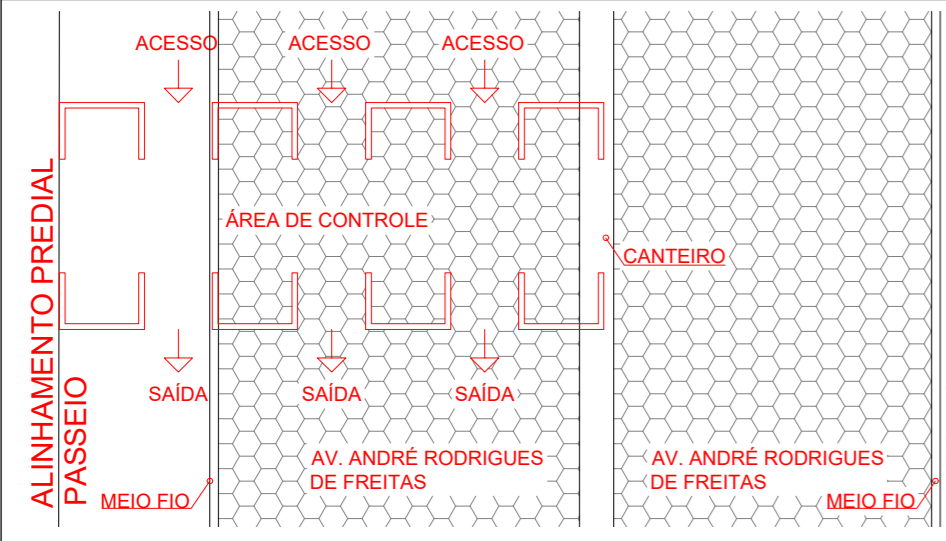 ACESSO
ACESSO
ACESSO
ÁREA DE CONTROLE
CANTEIRO
ALINHAMENTO PREDIAL
PASSEIO
SAÍDA
SAÍDA
SAÍDA
AV. ANDRÉ RODRIGUES
DE FREITAS
AV. ANDRÉ RODRIGUES
DE FREITAS
MEIO FIO
MEIO FIO